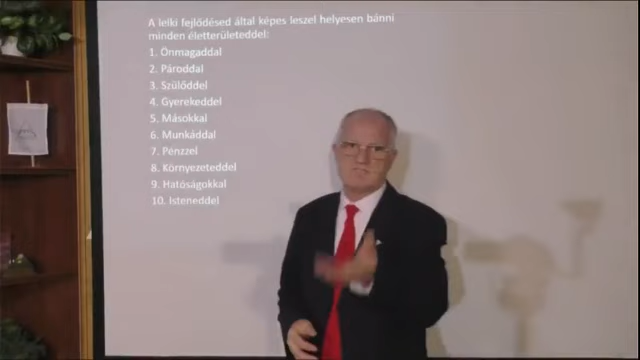 A lelki fejlődésed által képes leszel helyesen bánni
minden életterületeddel:
1. Önmagaddal
2. Pároddal
3. Szülőddel
4. Gyerekeddel
5. Másokkal
6. Munkáddal
7. Pénzzel
8. Környezeteddel
9. Hatóságokkal
10. Isteneddel